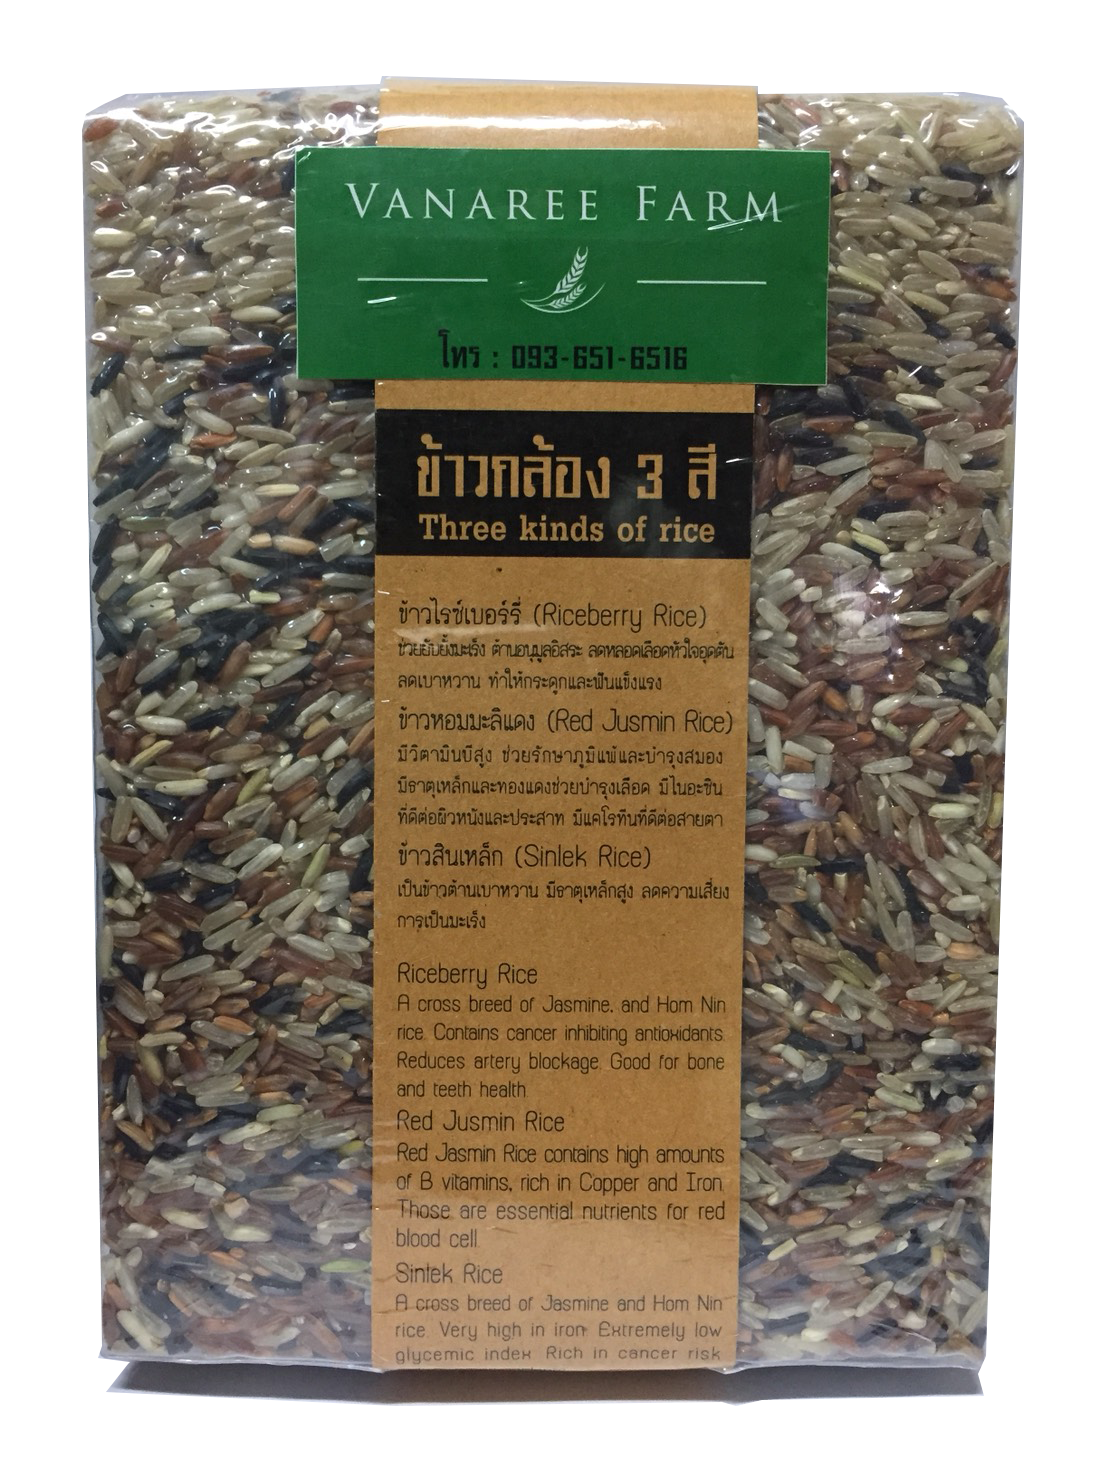 VANAREE FARM
โทร : 093-651-6516
ข้าวกล้อง 3 สี
Three kinds of rice
ข้าวไรซ์เบอร์รี่ (Riceberry Rice)
ช่วยยับยั้งมะเร็ง ต้านอนุมูลอิสระ ลดหลอดเลือดหัวใจอุดตัน
ลดเบาหวาน ทำให้กระดูกและฟันแข็งแรง
ข้าวหอมมะลิแดง (Red Jusmin Rice)
มีวิตามินบีสูง ช่วยรักษาภูมิแพ้และบำรุงสมอง
มีธาตุเหล็กและทองแดงช่วยบำรุงเลือด มีไนอะซิน
ที่ดีต่อผิวหนังและประสาท มีแคโรทีนที่ดีต่อสายตา
ข้าวสินเหล็ก (Sinlek Rice)
เป็นข้าวต้านเบาหวาน มีธาตุเหล็กสูง ลดความเสี่ยง
การเป็นมะเร็ง
Riceberry Rice
A cross breed of Jasmine, and Hom Nin
rice. Contains cancer inhibiting antioxidants.
Reduces artery blockage. Good for bone
and teeth health.
Red Jusmin Rice
Red Jasmin Rice contains high amounts
of B vitamins, rich in Copper and Iron.
Those are essential nutrients for red
blood cell.
Sinlek Rice
A cross breed of Jasmine and Hom Nin
rice. Very high in iron. Extremely low
glycemic index. Rich in cancer risk